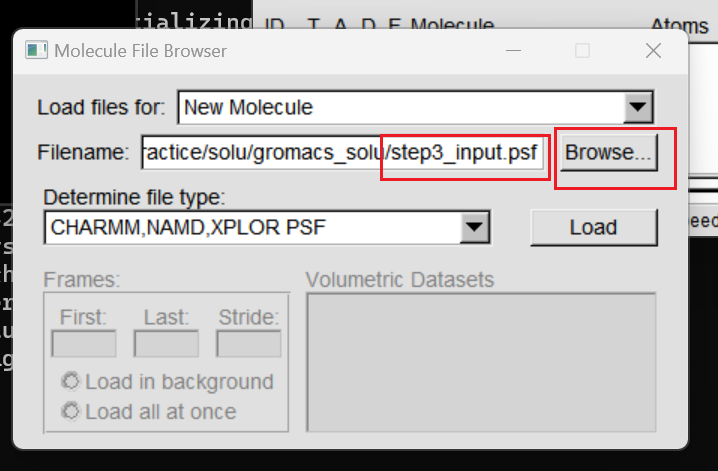 ializing
ID T A D F Molecule Atoms
Molecule File Browser
Load files for: New Molecule
Filename: ractice/solu/gromacs_solu/step3_input.psf Browse...
Determine file type:
CHARMM,NAMD,XPLOR PSF Load
eed
Frames: Volumetric Datasets
First: Last: Stride:
Load in background
Load all at once